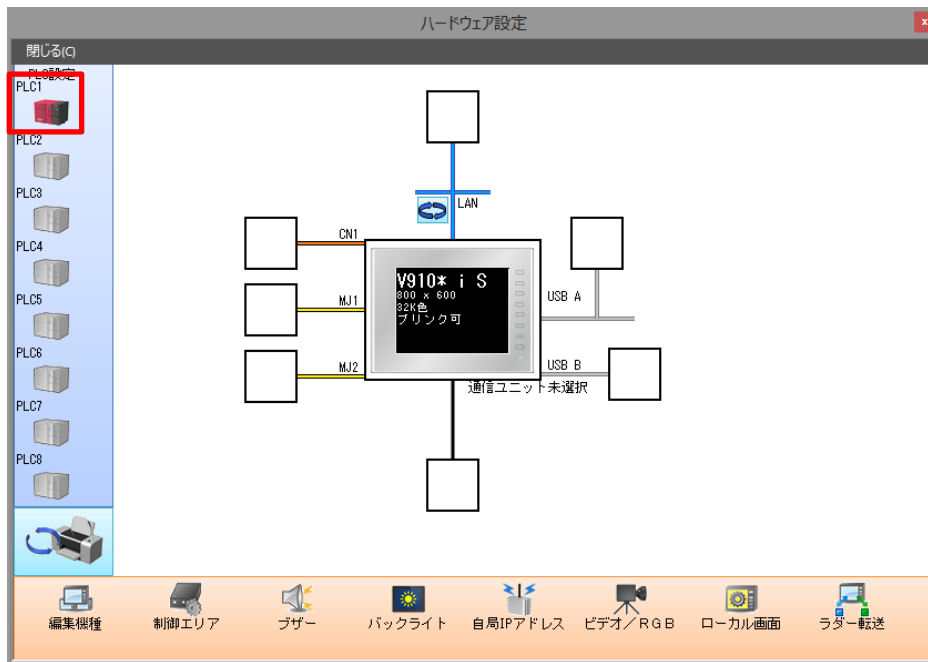 ハードウェア設定
x
閉じる(C)
PLC設定
PLC1
PLC2
PLC3
PLC4
PLC5
PLC6
PLC7
PLC8
LAN
CN1
MJ1
MJ2
V910* i S
800 x 600
32K色
ブリンク可
USB A
USB B
通信ユニット未選択
編集機種
制御エリア
ブザー
バックライト
自局IPアドレス
ビデオ/RGB
ローカル画面
ラダー転送